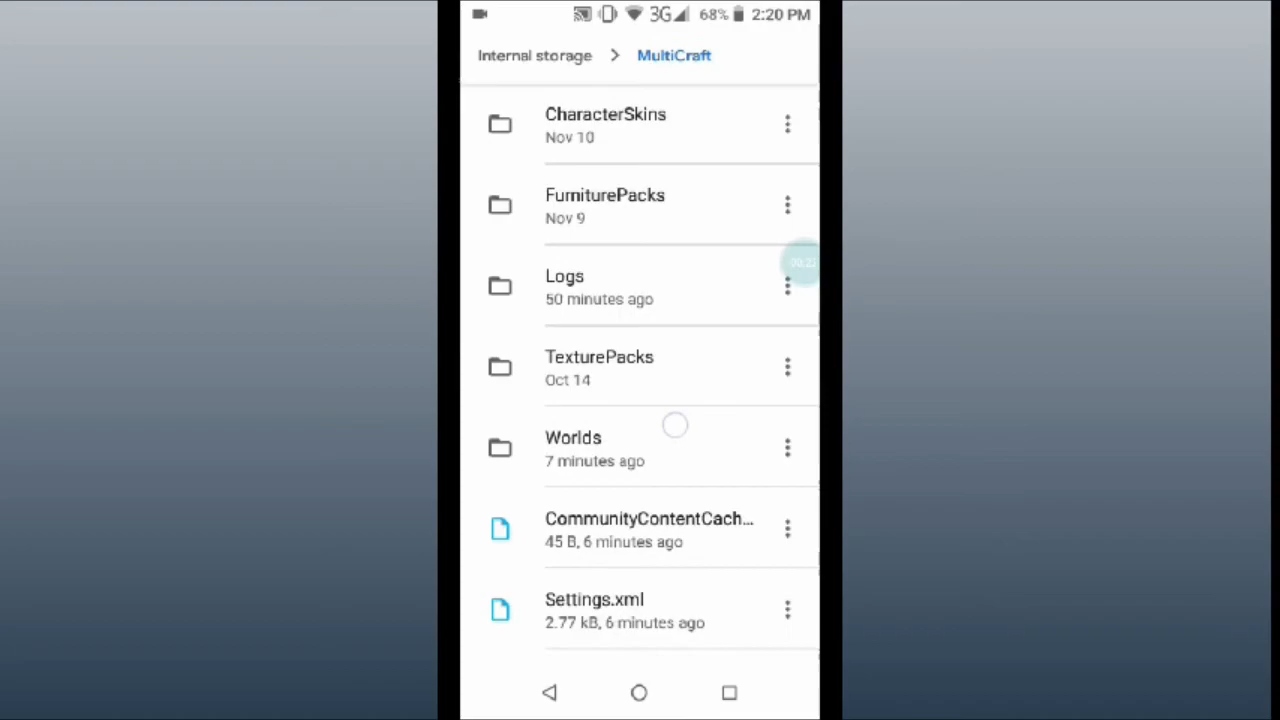 3G 68% 2:20 PM
Internal storage > MultiCraft
CharacterSkins
Nov 10
FurniturePacks
Nov 9
Logs
50 minutes ago
TexturePacks
Oct 14
Worlds
7 minutes ago
CommunityContentCach...
45 B, 6 minutes ago
Settings.xml
2.77 kB, 6 minutes ago